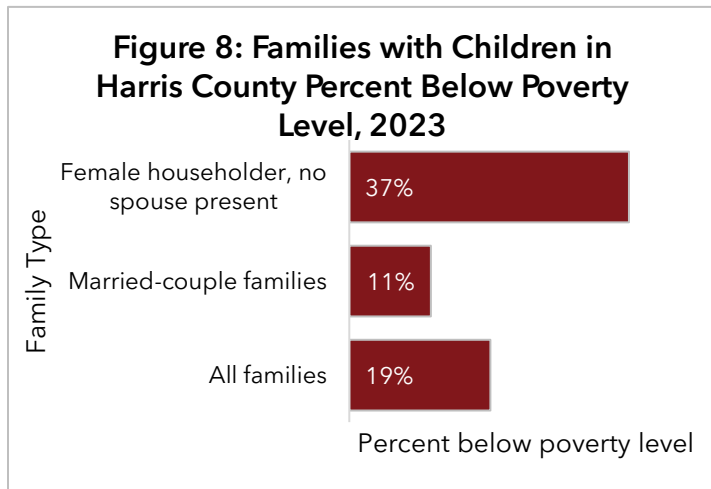 Figure 8: Families with Children in
Harris County Percent Below Poverty
Level, 2023
Family Type
Female householder, no
spouse present
37%
Married-couple families
11%
All families
19%
Percent below poverty level